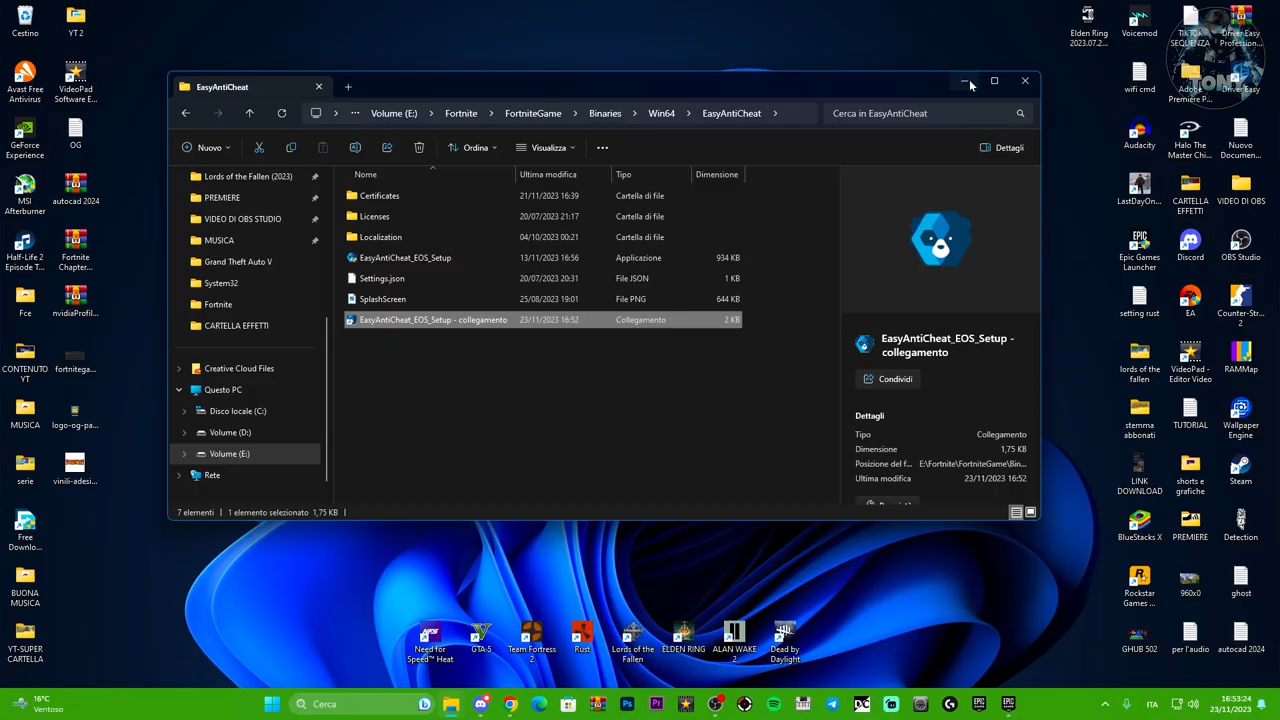 Cestino
YT 2
Avast Free
Antivirus
VideoPad
Software E...
GeForce
Experience
OG
MSI
Afterburner
autocad 2024
Half-Life 2
Episode T...
Fortnite
Chapter...
Fce
nvidiaProfil...
CONTENUTO
YT
fortnitega...
MUSICA
logo-og-pa...
serie
vinili-adesi...
Free
Downlo...
BUONA
MUSICA
YT-SUPER
CARTELLA
EasyAntiCheat
Volume (E:)
Fortnite
FortniteGame
Binaries
Win64
EasyAntiCheat
Cerca in EasyAntiCheat
Nuovo
Ordina
Visualizza
Dettagli
Lords of the Fallen (2023)
PREMIERE
VIDEO DI OBS STUDIO
MUSICA
Grand Theft Auto V
System32
Fortnite
CARTELLA EFFETTI
Creative Cloud Files
Questo PC
Disco locale (C:)
Volume (D:)
Volume (E:)
Rete
Nome Ultima modifica Tipo Dimensione
Certificates 21/11/2023 16:39 Cartella di file
Licenses 20/07/2023 21:17 Cartella di file
Localization 04/10/2023 00:21 Cartella di file
EasyAntiCheat_EOS_Setup 13/11/2023 16:56 Applicazione 934 KB
Settings.json 20/07/2023 20:31 File JSON 1 KB
SplashScreen 25/08/2023 19:01 File PNG 644 KB
EasyAntiCheat_EOS_Setup - collegamento 23/11/2023 16:52 Collegamento 2 KB
EasyAntiCheat_EOS_Setup -
collegamento
Condividi
Dettagli
Tipo Collegamento
Dimensione 1,75 KB
Posizione del f... E:\Fortnite\FortniteGame\Bin...
Ultima modifica 23/11/2023 16:52
7 elementi 1 elemento selezionato 1,75 KB
Elden Ring
2023.07.2...
Voicemod
TIKTOK
SEQUENZA
Driver Easy
Profession...
TONY
wifi cmd
Adobe
Premiere P...
Driver Easy
Audacity
Halo The
Master Chi...
Nuovo
Documen...
LastDayOn...
CARTELLA
EFFETTI
VIDEO DI OBS
Epic Games
Launcher
Discord
OBS Studio
setting rust
EA
Counter-Str...
2
lords of the
fallen
VideoPad -
Editor Video
RAMMap
stemma
abbonati
TUTORIAL
Wallpaper
Engine
LINK
DOWNLOAD
shorts e
grafiche
Steam
BlueStacks X
PREMIERE
Detection
Rockstar
Games ...
960x0
ghost
GHUB 502
per l'audio
autocad 2024
Need for
Speed™ Heat
GTA-5
Team Fortress
2
Rust
Lords of the
Fallen
ELDEN RING
ALAN WAKE
2
Dead by
Daylight
16°C
Ventoso
Cerca
ITA
16:53:24
23/11/2023